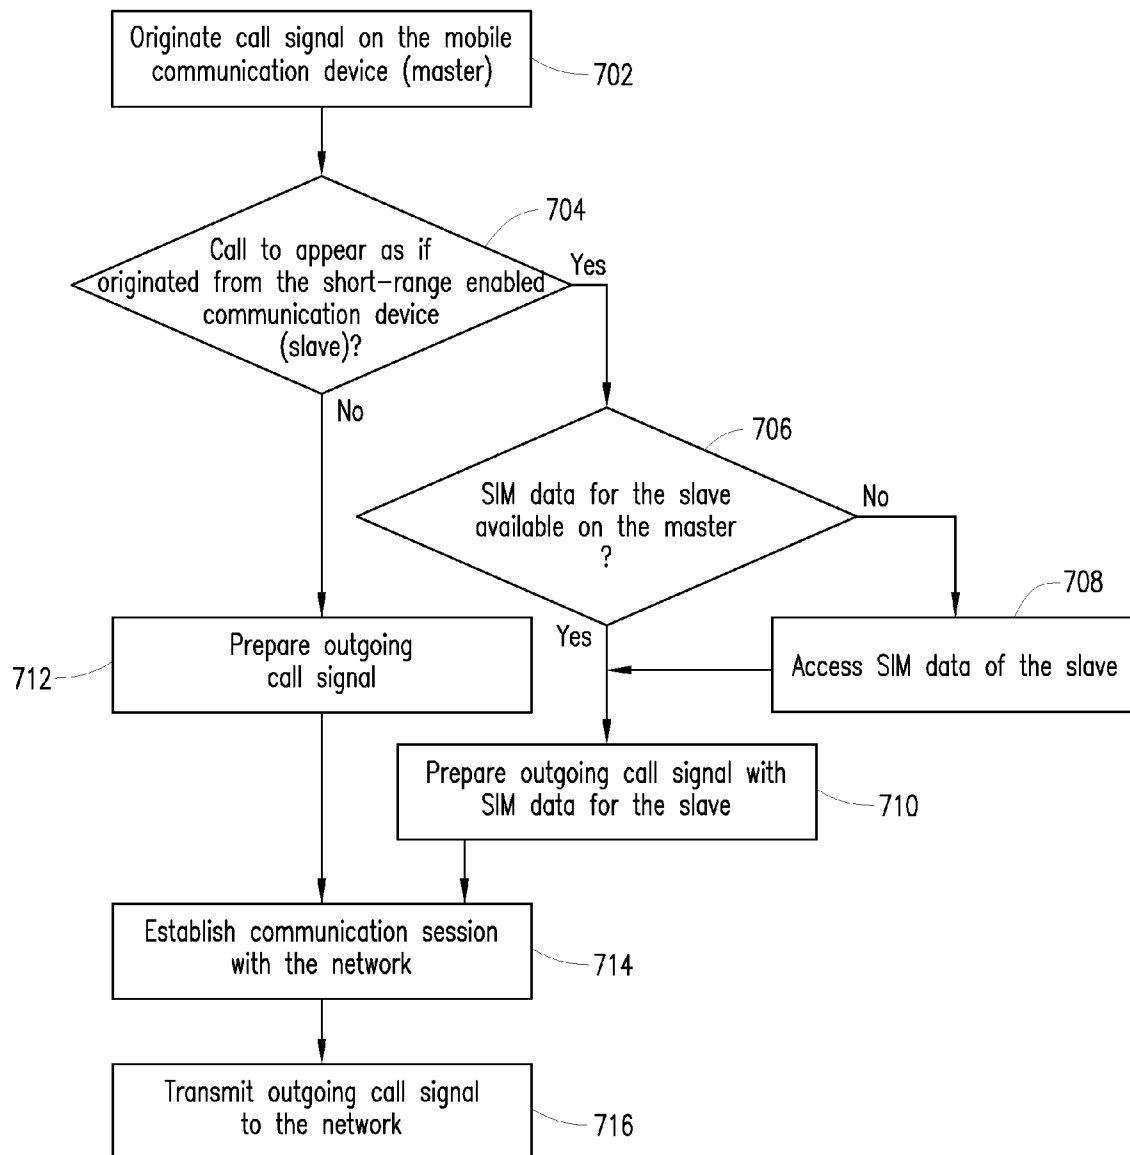 Originate call signal on the mobile
communication device (master)
702
704
Call to appear as if
originated from the short-range enabled
communication device
(slave)?
Yes
No
706
SIM data for the slave
available on the master
?
No
Yes
708
Access SIM data of the slave
Prepare outgoing
call signal
712
Prepare outgoing call signal with
SIM data for the slave
710
Establish communication session
with the network
714
Transmit outgoing call signal
to the network
716